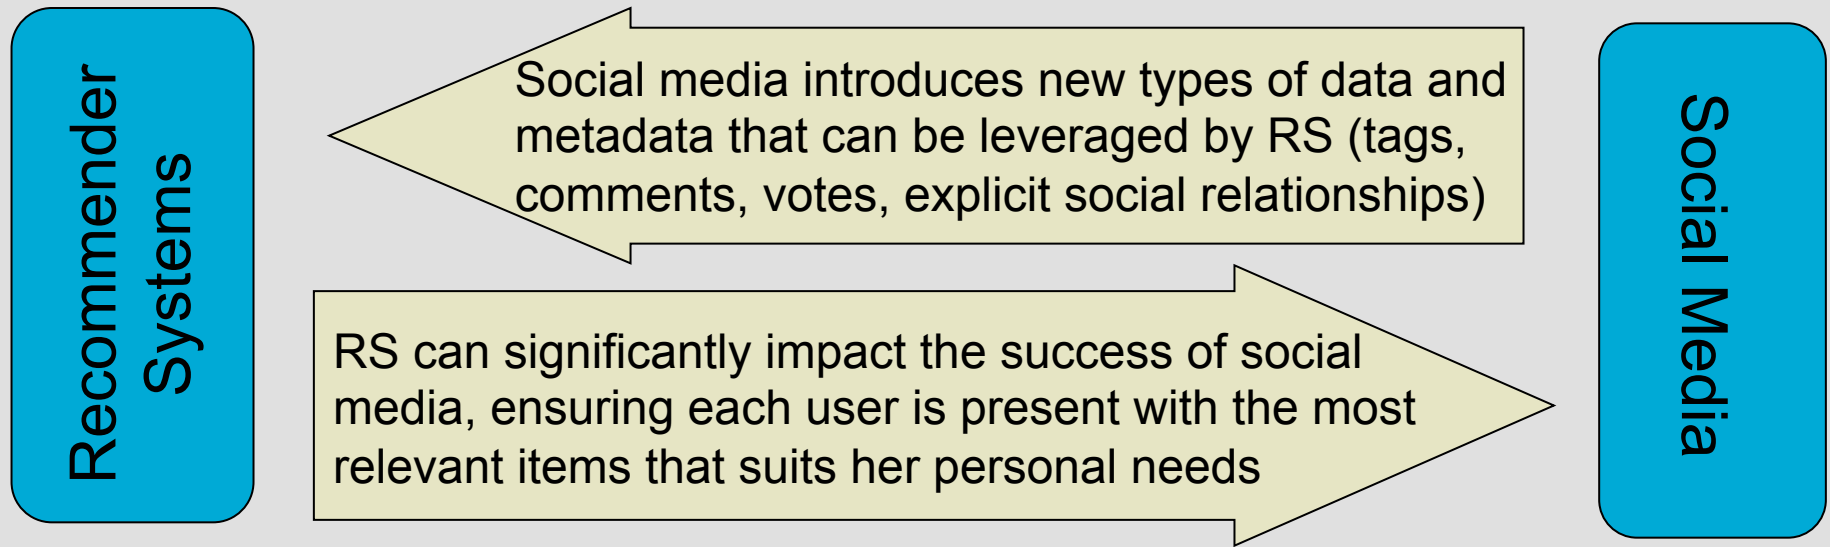 Recommender
Systems
Social media introduces new types of data and
metadata that can be leveraged by RS (tags,
comments, votes, explicit social relationships)
RS can significantly impact the success of social
media, ensuring each user is present with the most
relevant items that suits her personal needs
Social Media